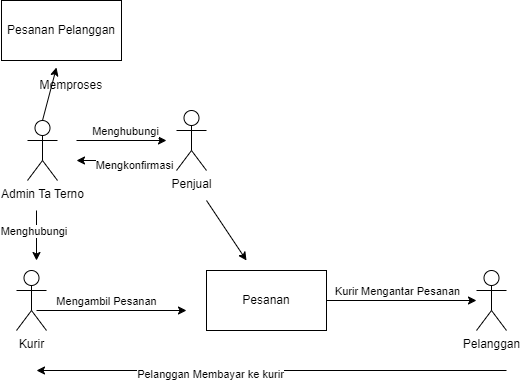 Pesanan Pelanggan
Memproses
Menghubungi
Mengkonfirmasi
Admin Ta Terno
Penjual
Menghubungi
Mengambil Pesanan
Pesanan
Kurir Mengantar Pesanan
Kurir
Pelanggan
Pelanggan Membayar ke kurir